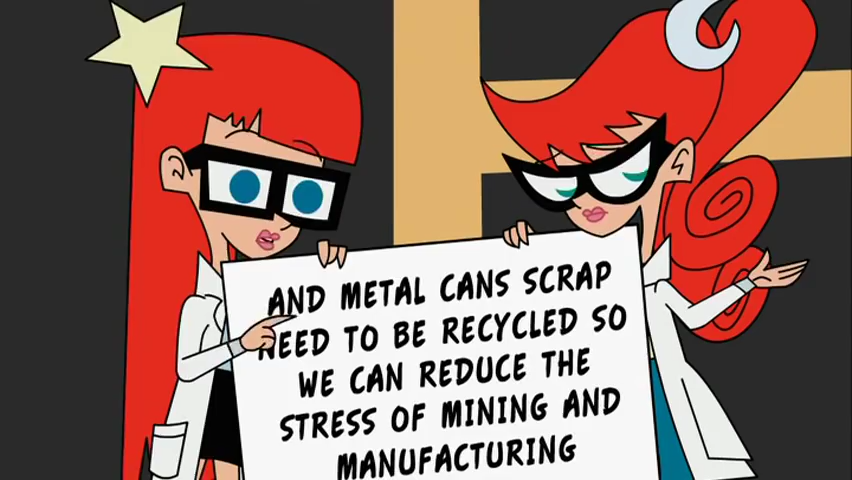 AND METAL CANS SCRAP
NEED TO BE RECYCLED SO
WE CAN REDUCE THE
STRESS OF MINING AND
MANUFACTURING